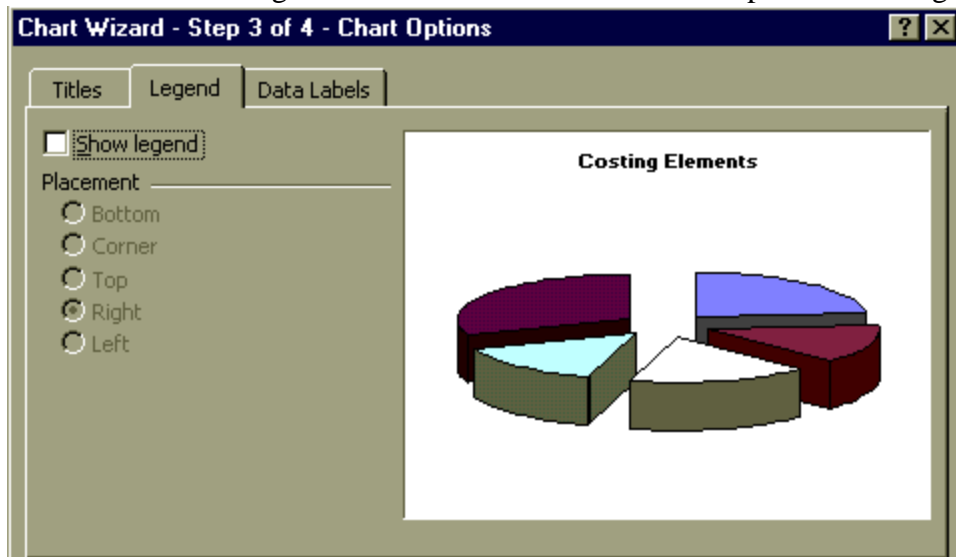 Chart Wizard - Step 3 of 4 - Chart Options
Titles Legend Data Labels
Show legend
Placement
Bottom
Corner
Top
Right
Left
Costing Elements